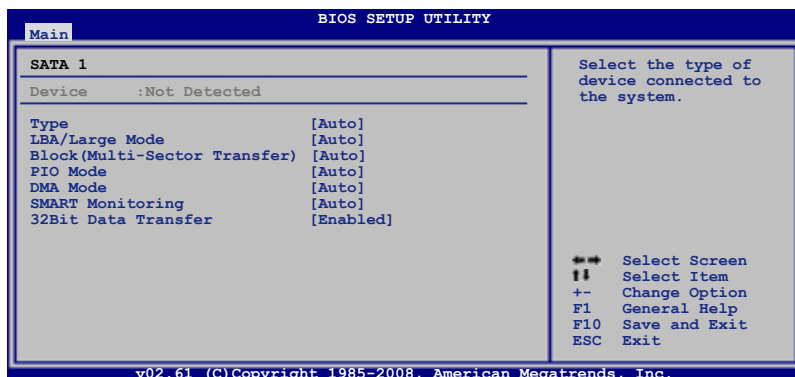 BIOS SETUP UTILITY
Main
SATA 1
Device :Not Detected
Type [Auto]
LBA/Large Mode [Auto]
Block(Multi-Sector Transfer) [Auto]
PIO Mode [Auto]
DMA Mode [Auto]
SMART Monitoring [Auto]
32Bit Data Transfer [Enabled]
Select the type of
device connected to
the system.
←→ Select Screen
↑↓ Select Item
+- Change Option
F1 General Help
F10 Save and Exit
ESC Exit
v02.61 (C)Copyright 1985-2008, American Megatrends, Inc.